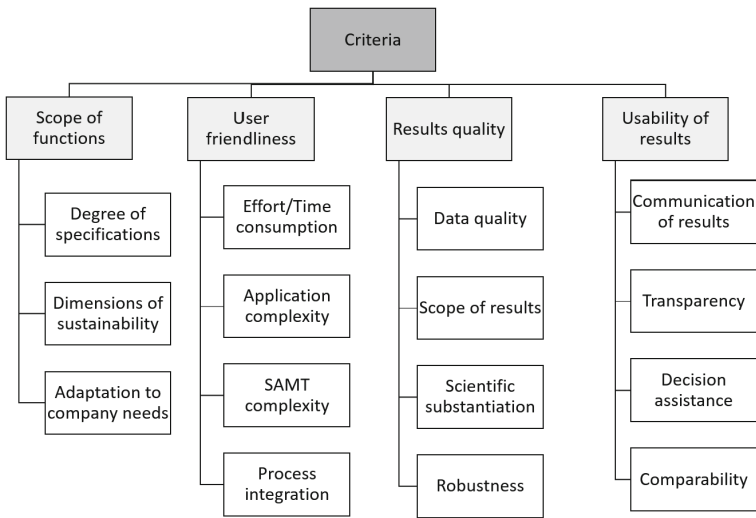 Criteria
Scope of
functions
User
friendliness
Results quality
Usability of
results
Degree of
specifications
Dimensions of
sustainability
Adaptation to
company needs
Effort/Time
consumption
Application
complexity
SAMT
complexity
Process
integration
Data quality
Scope of results
Scientific
substantiation
Robustness
Communication
of results
Transparency
Decision
assistance
Comparability